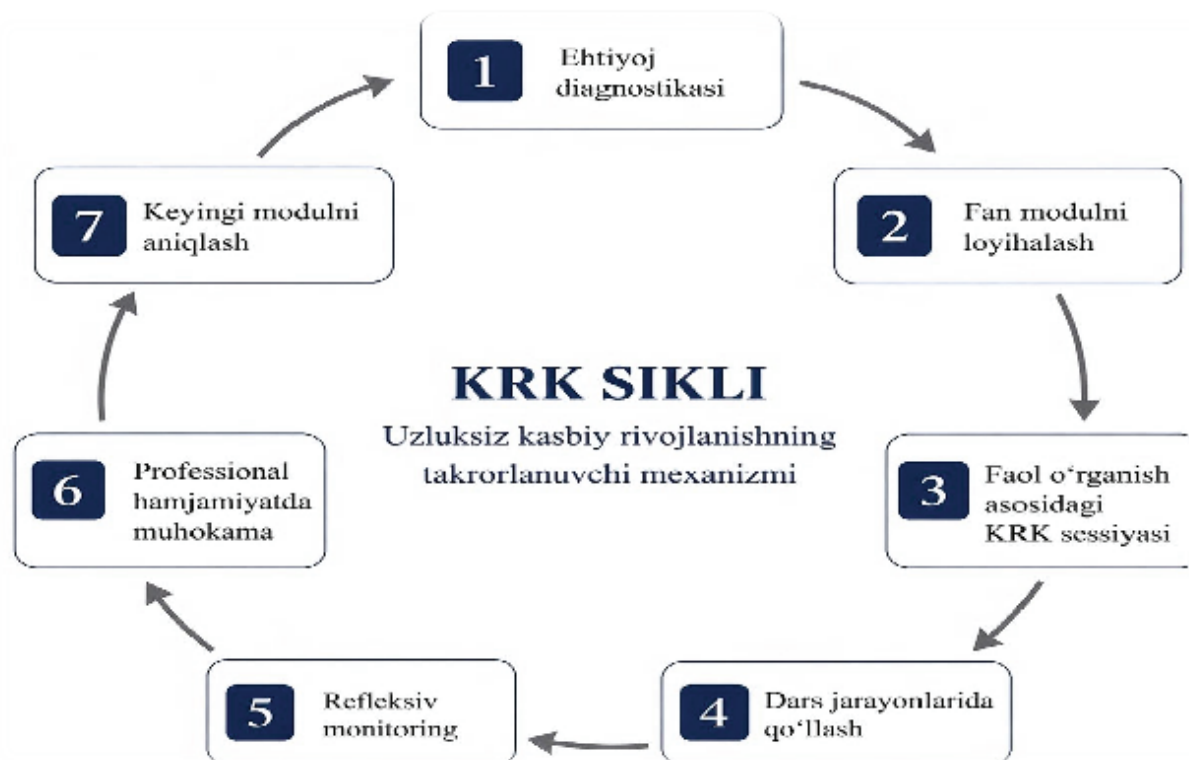 1
Ehtiyoj
diagnostikasi
2
Fan modulni
loyihalash
3
Faol o‘rganish
asosidagi
KRK sessiyasi
4
Dars jarayonlarida
qo‘llash
5
Refleksiv
monitoring
6
Professional
hamjamiyatda
muhokama
7
Keyingi modulni
aniqlash
KRK SIKLI
Uzluksiz kasbiy rivojlanishning
takrorlanuvchi mexanizmi